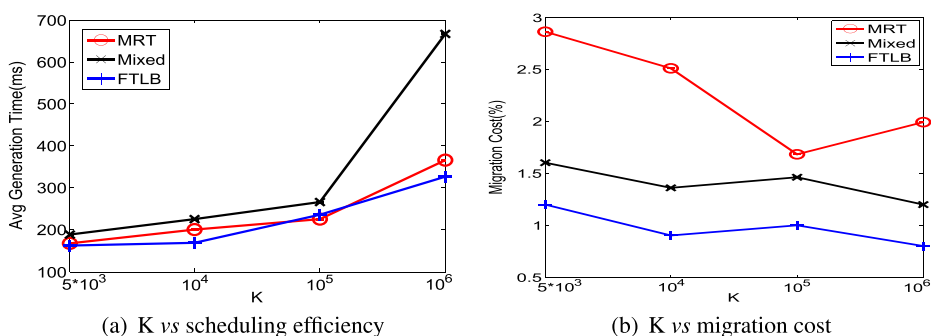 700
600
500
400
300
200
100
Avg Generation Time(ms)
MRT
Mixed
FTLB
5*10³
10⁴
10⁵
10⁶
K
(a) K vs scheduling efficiency
3
2.5
2
1.5
1
0.5
Migration Cost(%)
MRT
Mixed
FTLB
5*10³
10⁴
10⁵
10⁶
K
(b) K vs migration cost